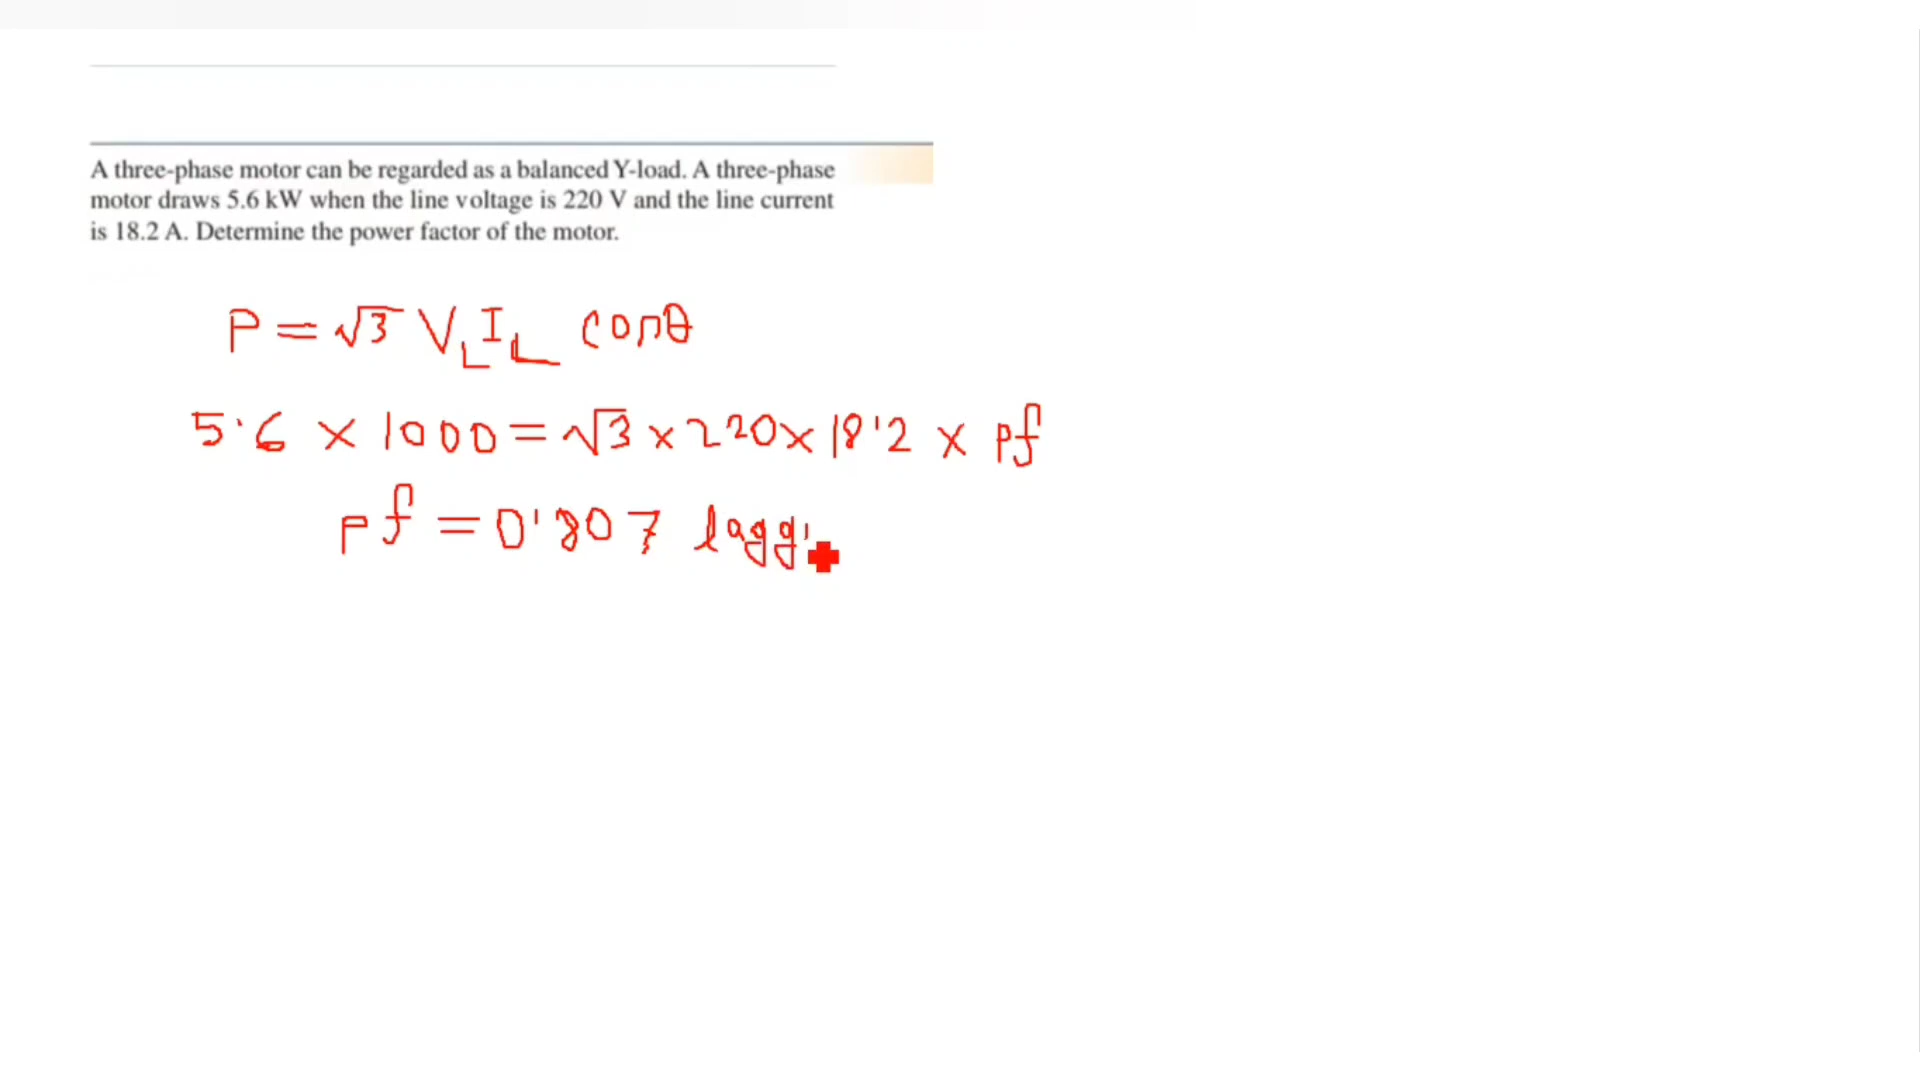 A three-phase motor can be regarded as a balanced Y-load. A three-phase
motor draws 5.6 kW when the line voltage is 220 V and the line current
is 18.2 A. Determine the power factor of the motor.
P = √3 V_L I_L cosθ
5.6 × 1000 = √3 × 220 × 18.2 × pf
pf = 0.807 laggi